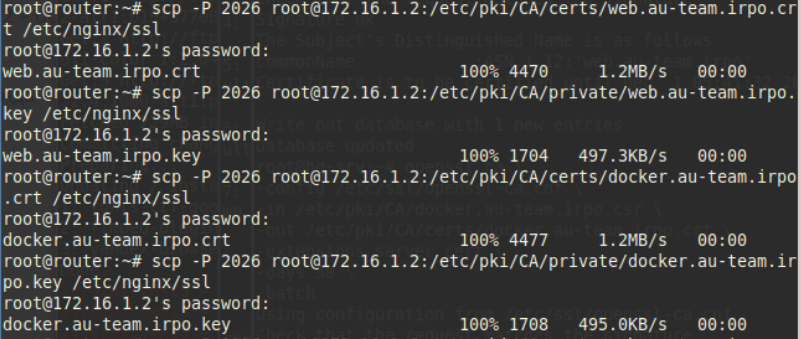 root@router:~# scp -P 2026 root@172.16.1.2:/etc/pki/CA/certs/web.au-team.irpo.cr
t /etc/nginx/ssl
root@172.16.1.2's password:
web.au-team.irpo.crt 100% 4470 1.2MB/s 00:00
root@router:~# scp -P 2026 root@172.16.1.2:/etc/pki/CA/private/web.au-team.irpo.
key /etc/nginx/ssl
root@172.16.1.2's password:
web.au-team.irpo.key 100% 1704 497.3KB/s 00:00
root@router:~# scp -P 2026 root@172.16.1.2:/etc/pki/CA/certs/docker.au-team.irpo
.crt /etc/nginx/ssl
root@172.16.1.2's password:
docker.au-team.irpo.crt 100% 4477 1.2MB/s 00:00
root@router:~# scp -P 2026 root@172.16.1.2:/etc/pki/CA/private/docker.au-team.ir
po.key /etc/nginx/ssl
root@172.16.1.2's password:
docker.au-team.irpo.key 100% 1708 495.0KB/s 00:00